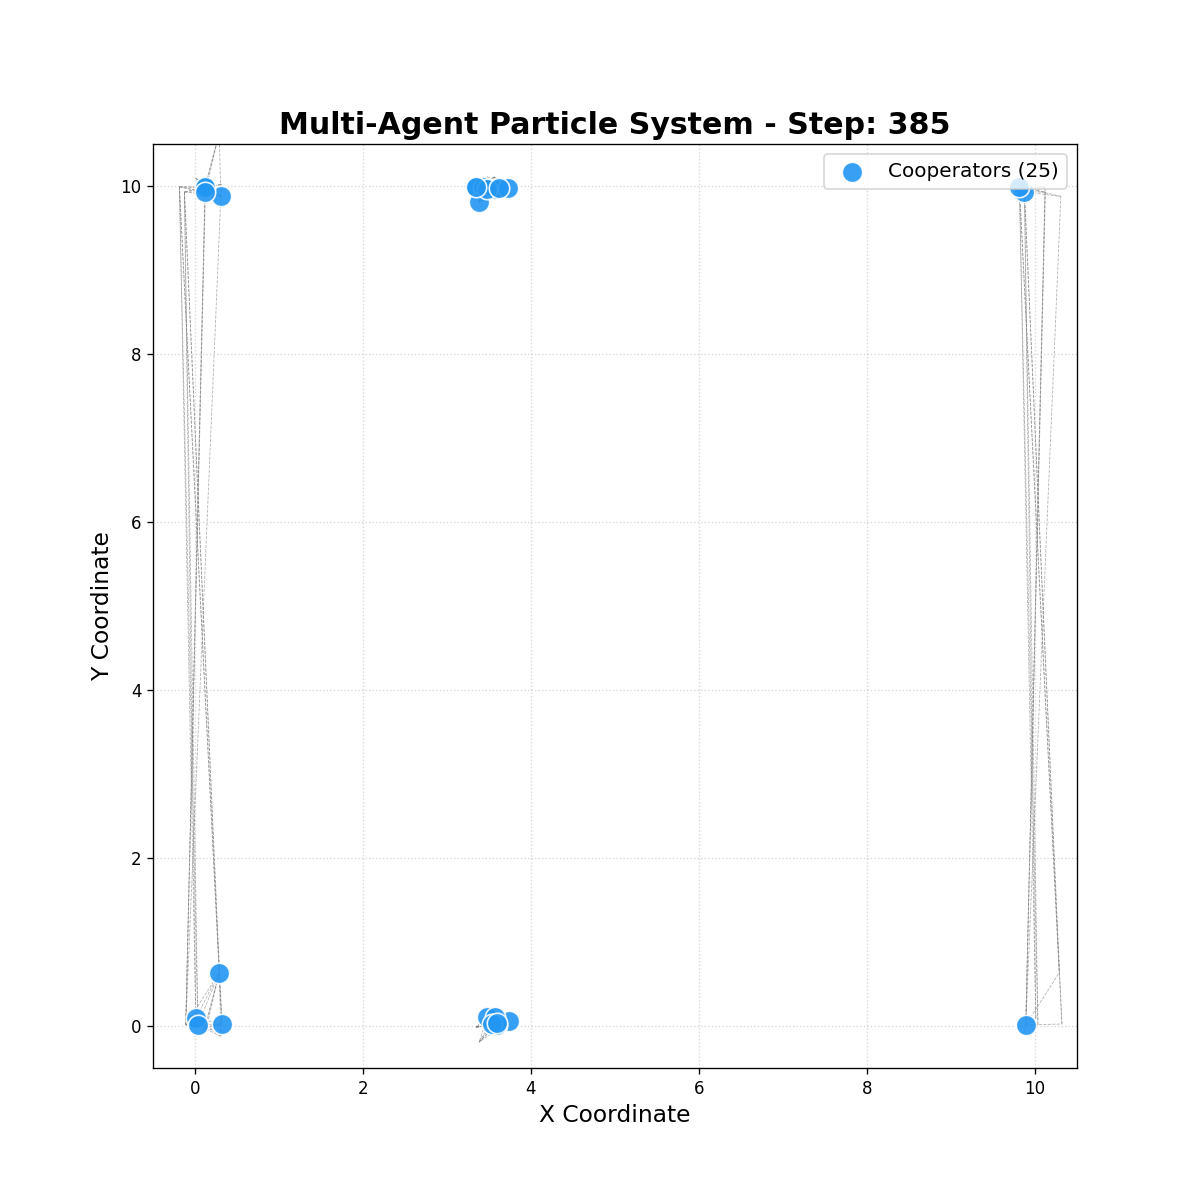 Multi-Agent Particle System - Step: 385
Cooperators (25)
10
8
6
4
2
0
Y Coordinate
0 2 4 6 8 10
X Coordinate